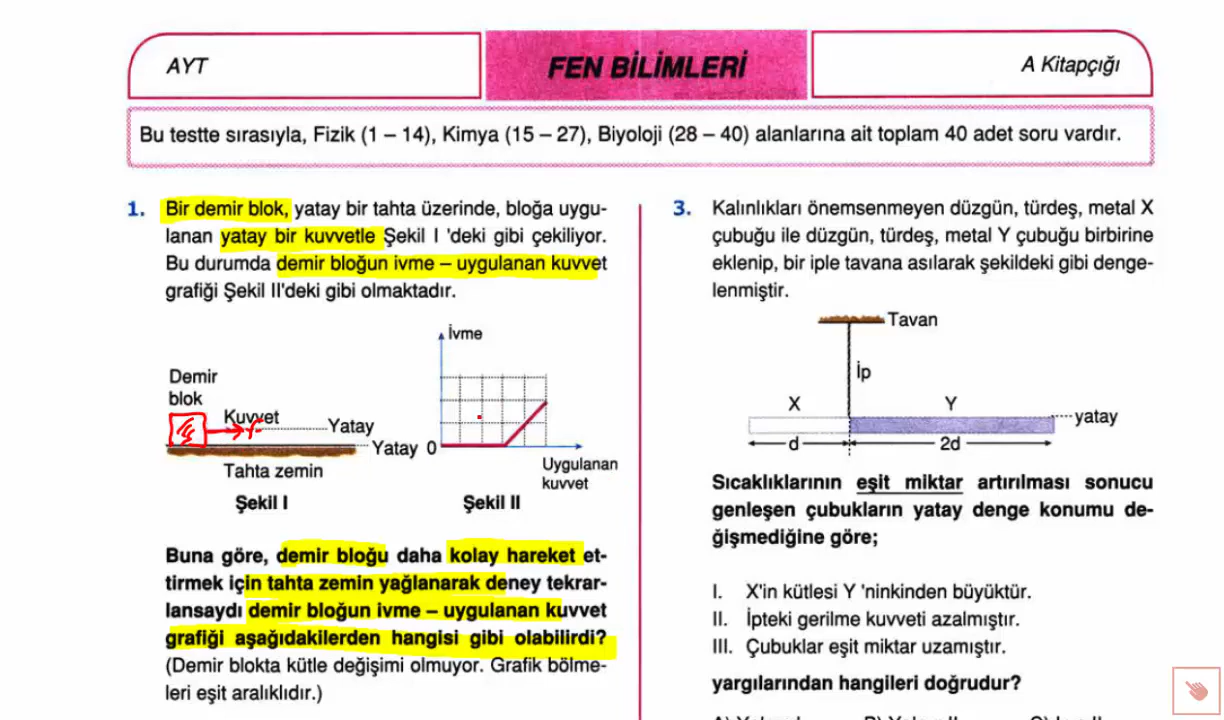 AYT
FEN BİLİMLERİ
A Kitapçığı
Bu testte sırasıyla, Fizik (1 – 14), Kimya (15 – 27), Biyoloji (28 – 40) alanlarına ait toplam 40 adet soru vardır.
1. Bir demir blok, yatay bir tahta üzerinde, bloğa uygu-
lanan yatay bir kuvvetle Şekil I 'deki gibi çekiliyor.
Bu durumda demir bloğun ivme – uygulanan kuvvet
grafiği Şekil II'deki gibi olmaktadır.
Demir
blok
Kuvvet
Yatay
Yatay
Tahta zemin
Şekil I
İvme
0
Uygulanan
kuvvet
Şekil II
Buna göre, demir bloğu daha kolay hareket et-
tirmek için tahta zemin yağlanarak deney tekrar-
lansaydı demir bloğun ivme – uygulanan kuvvet
grafiği aşağıdakilerden hangisi gibi olabilirdi?
(Demir blokta kütle değişimi olmuyor. Grafik bölme-
leri eşit aralıklıdır.)
3. Kalınlıkları önemsenmeyen düzgün, türdeş, metal X
çubuğu ile düzgün, türdeş, metal Y çubuğu birbirine
eklenip, bir iple tavana asılarak şekildeki gibi denge-
lenmiştir.
Tavan
İp
X
Y
yatay
d
2d
Sıcaklıklarının eşit miktar artırılması sonucu
genleşen çubukların yatay denge konumu de-
ğişmediğine göre;
I. X'in kütlesi Y 'ninkinden büyüktür.
II. İpteki gerilme kuvveti azalmıştır.
III. Çubuklar eşit miktar uzamıştır.
yargılarından hangileri doğrudur?